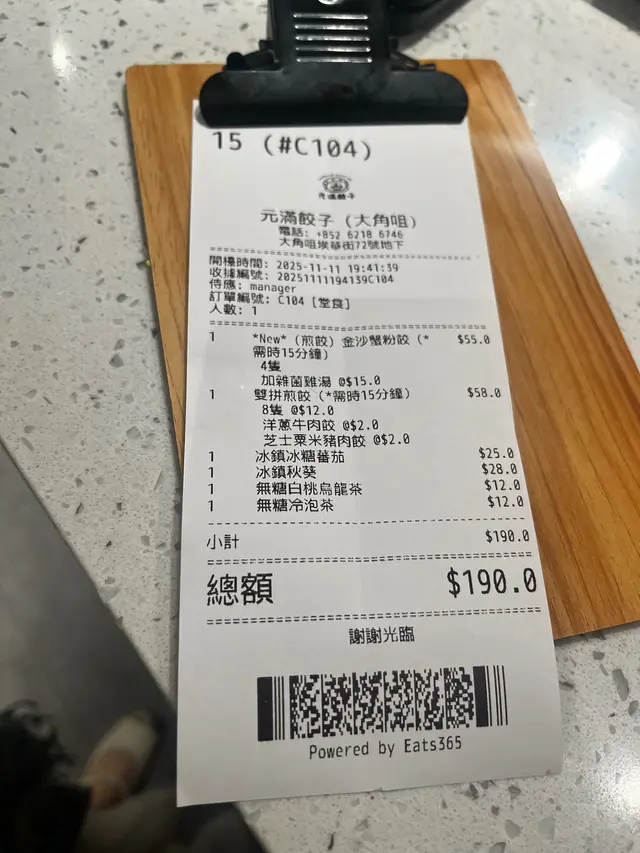 15 (#C104)
元滿餃子
元滿餃子 (大角咀)
電話: +852 6218 6746
大角咀埃華街72號地下
開檯時間: 2025-11-11 19:41:39
收據編號: 20251111194139C104
侍應: manager
訂單編號: C104 [堂食]
人數: 1
1 *New* (煎餃) 金沙蟹粉餃 (* $55.0
需時15分鐘)
4隻
加雜菌雞湯 @$15.0
1 雙拼煎餃 (*需時15分鐘) $58.0
8隻 @$12.0
洋蔥牛肉餃 @$2.0
芝士粟米豬肉餃 @$2.0
1 冰鎮冰糖蕃茄 $25.0
1 冰鎮秋葵 $28.0
1 無糖白桃烏龍茶 $12.0
1 無糖冷泡茶 $12.0
小計 $190.0
總額 $190.0
謝謝光臨
Powered by Eats365